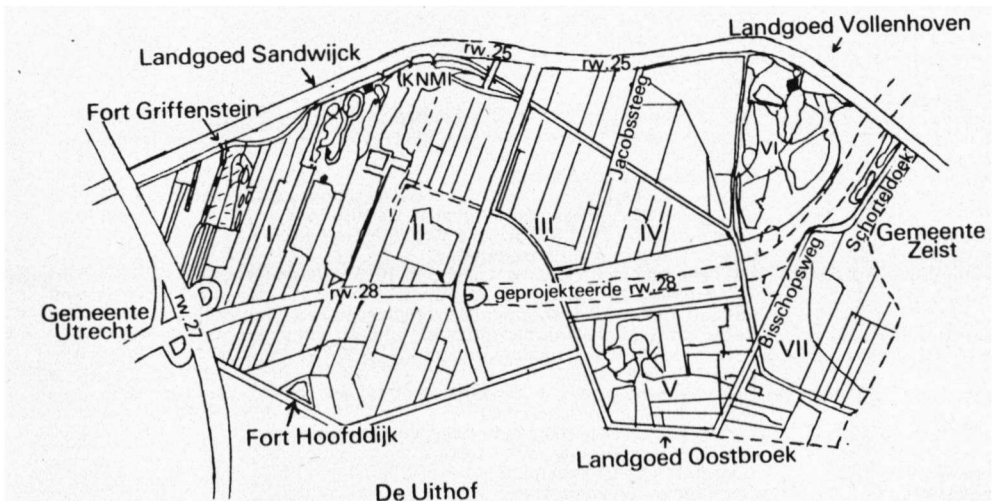 Landgoed Vollenhoven
Landgoed Sandwijck
rw.25
rw.25
KNMI
Fort Griffenstein
Jacobssteeg
VI
Schorteldoek
I
II
III
IV
Gemeente
Zeist
Bisschopsweg
rw.28
geprojekteerde rw.28
Gemeente
Utrecht
rw.27
VII
V
Fort Hoofddijk
Landgoed Oostbroek
De Uithof